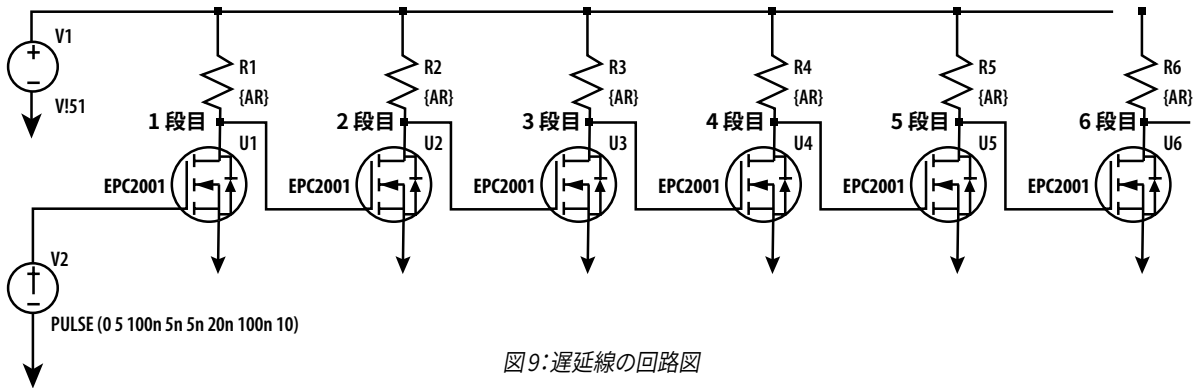 V1
V!51
R1
{AR}
R2
{AR}
R3
{AR}
R4
{AR}
R5
{AR}
R6
{AR}
1 段目
2 段目
3 段目
4 段目
5 段目
6 段目
U1
U2
U3
U4
U5
U6
EPC2001
EPC2001
EPC2001
EPC2001
EPC2001
EPC2001
V2
PULSE (0 5 100n 5n 5n 20n 100n 10)
図9：遅延線の回路図